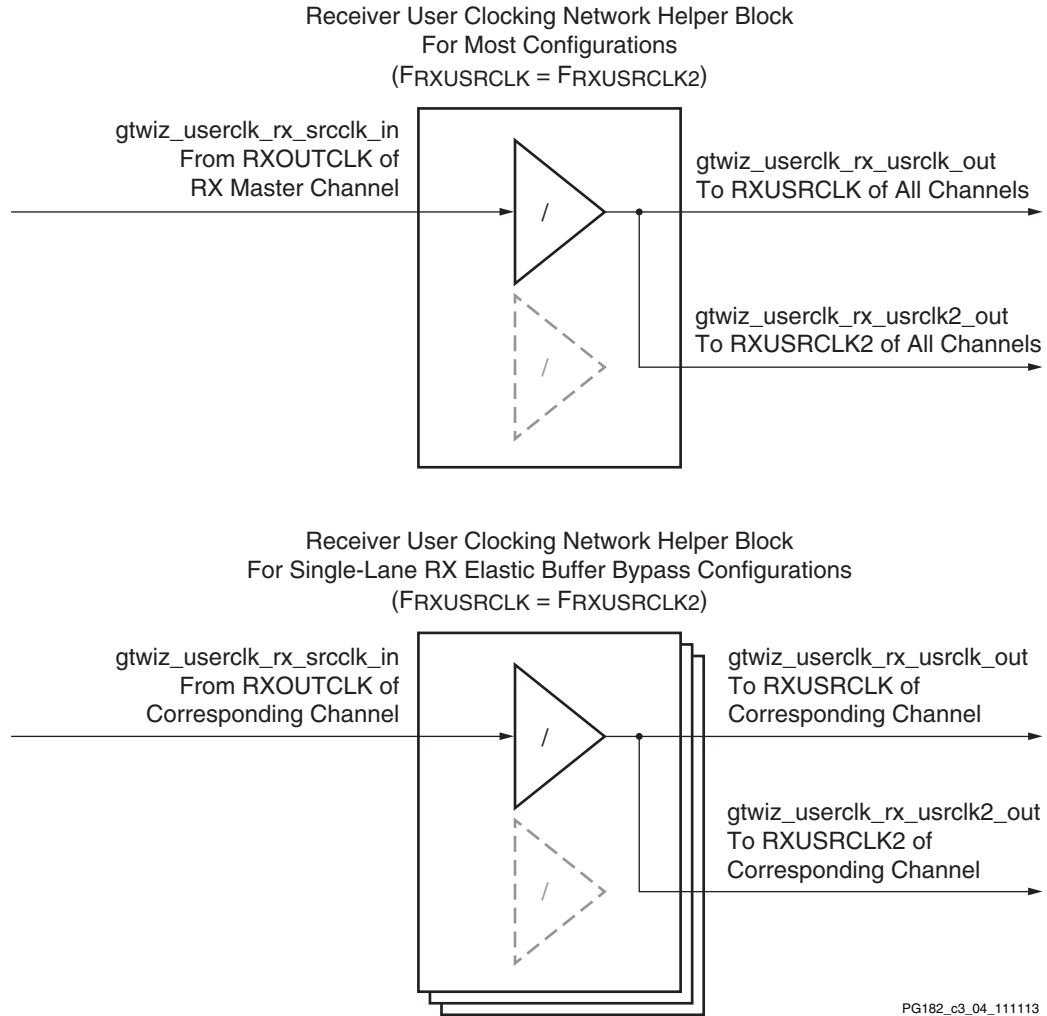 Receiver User Clocking Network Helper Block
For Most Configurations
(FRXUSRCLK = FRXUSRCLK2)
gtwiz_userclk_rx_srcclk_in
From RXOUTCLK of
RX Master Channel
/
gtwiz_userclk_rx_usrclk_out
To RXUSRCLK of All Channels
/
gtwiz_userclk_rx_usrclk2_out
To RXUSRCLK2 of All Channels
Receiver User Clocking Network Helper Block
For Single-Lane RX Elastic Buffer Bypass Configurations
(FRXUSRCLK = FRXUSRCLK2)
gtwiz_userclk_rx_srcclk_in
From RXOUTCLK of
Corresponding Channel
/
gtwiz_userclk_rx_usrclk_out
To RXUSRCLK of
Corresponding Channel
/
gtwiz_userclk_rx_usrclk2_out
To RXUSRCLK2 of
Corresponding Channel
PG182_c3_04_111113